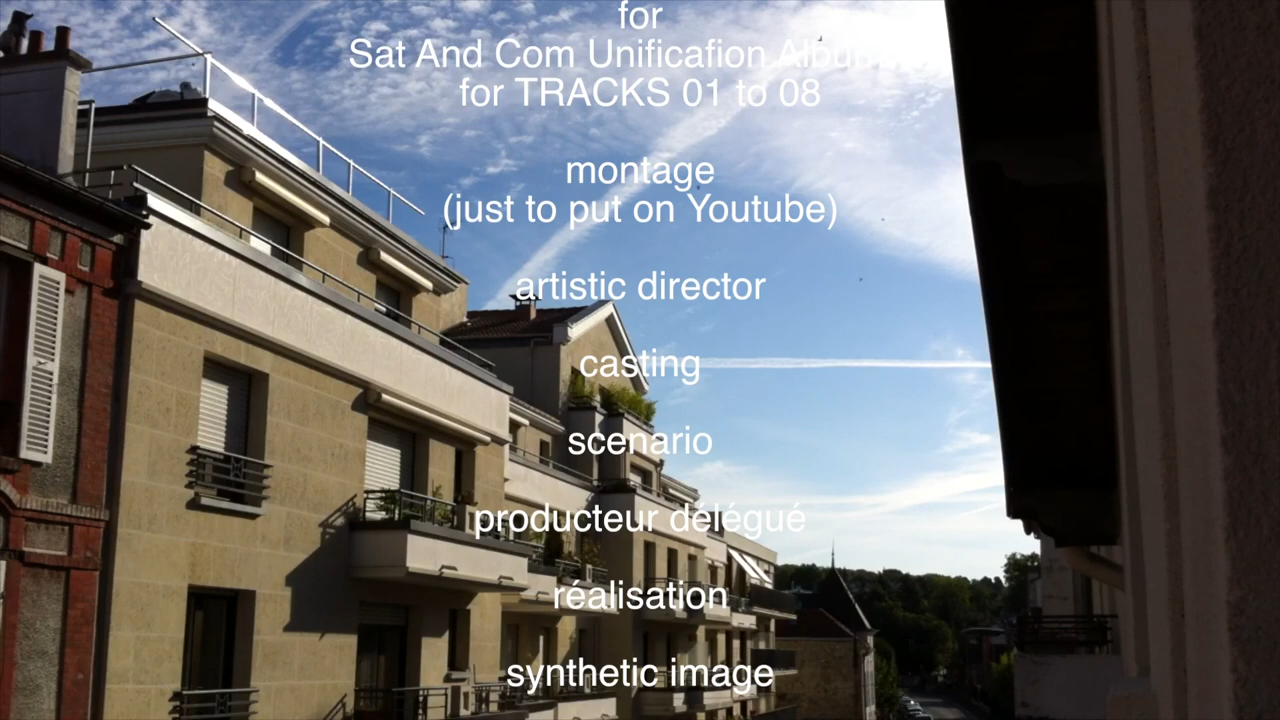 for
Sat And Com Unificafion Album
for TRACKS 01 to 08
montage
(just to put on Youtube)
artistic director
casting
scenario
producteur délégué
réalisation
synthetic image